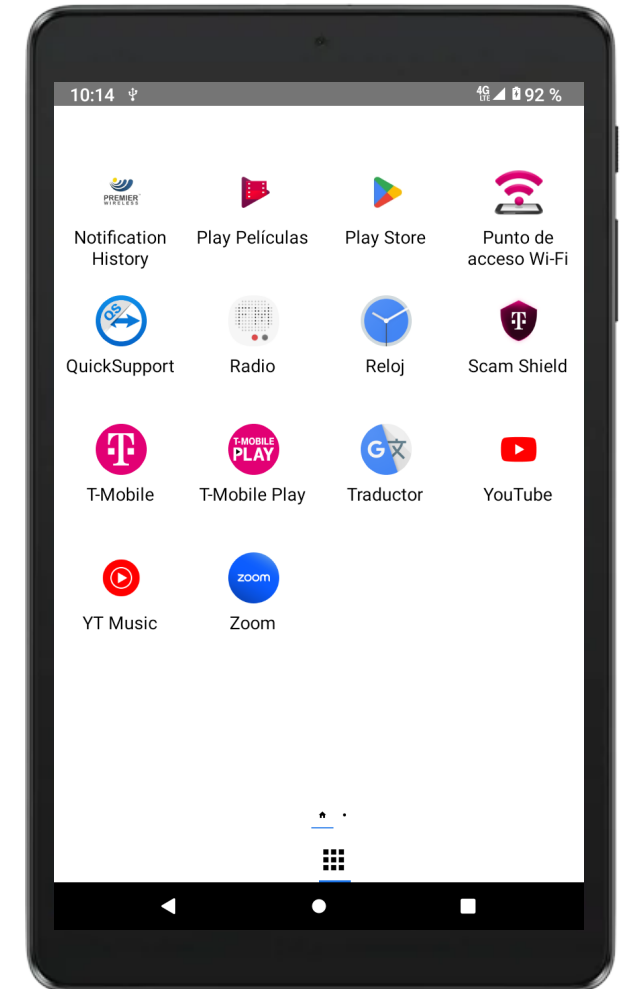 10:14
4G
LTE
92 %
PREMIER
WIRELESS
Notification
History
Play Películas
Play Store
Punto de
acceso Wi-Fi
QS
QuickSupport
Radio
Reloj
T
Scam Shield
T
T-Mobile
T-MOBILE
PLAY
T-Mobile Play
G文
Traductor
YouTube
YT Music
zoom
Zoom